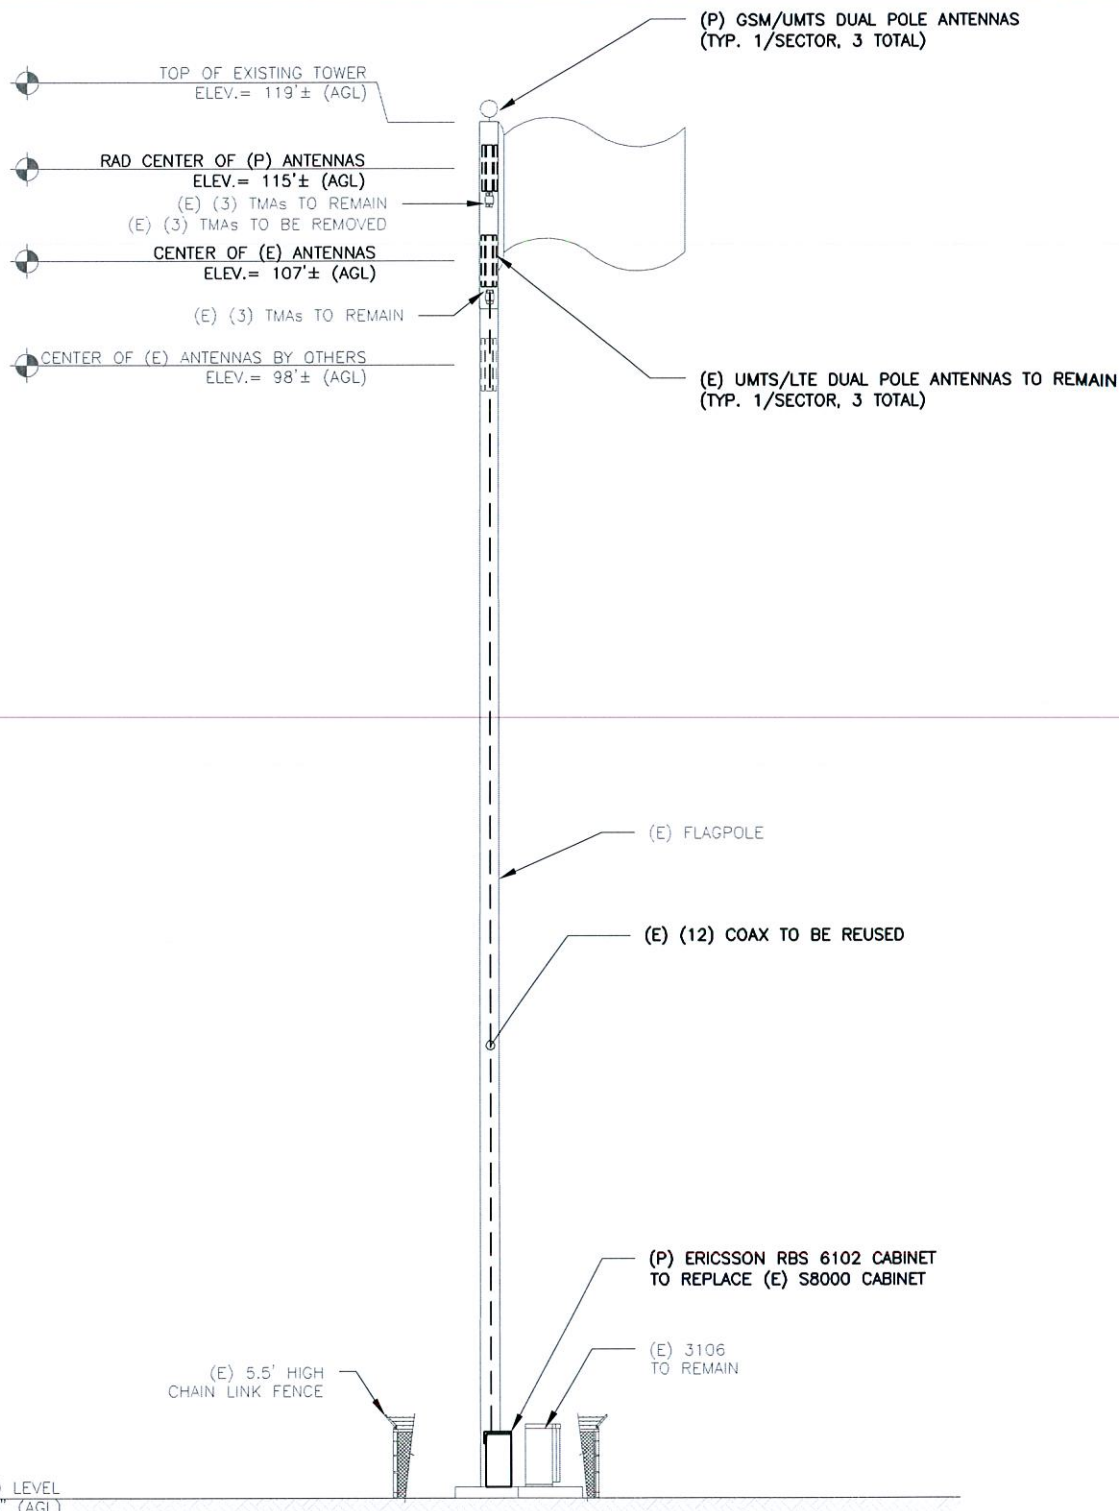 (P) GSM/UMTS DUAL POLE ANTENNAS
(TYP. 1/SECTOR, 3 TOTAL)
TOP OF EXISTING TOWER
ELEV.= 119'± (AGL)
RAD CENTER OF (P) ANTENNAS
ELEV.= 115'± (AGL)
(E) (3) TMAs TO REMAIN
(E) (3) TMAs TO BE REMOVED
CENTER OF (E) ANTENNAS
ELEV.= 107'± (AGL)
(E) (3) TMAs TO REMAIN
CENTER OF (E) ANTENNAS BY OTHERS
ELEV.= 98'± (AGL)
(E) UMTS/LTE DUAL POLE ANTENNAS TO REMAIN
(TYP. 1/SECTOR, 3 TOTAL)
(E) FLAGPOLE
(E) (12) COAX TO BE REUSED
(P) ERICSSON RBS 6102 CABINET
TO REPLACE (E) S8000 CABINET
(E) 3106
TO REMAIN
(E) 5.5' HIGH
CHAIN LINK FENCE
LEVEL
(AGL)